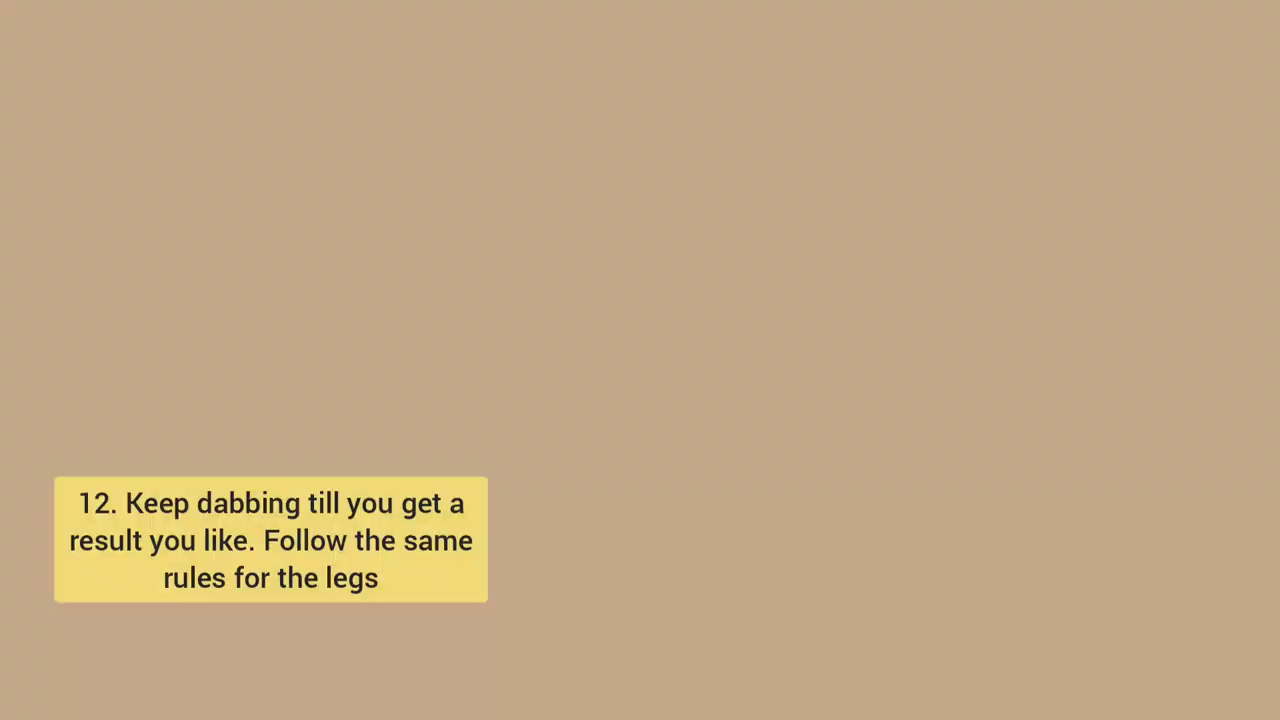 12. Keep dabbing till you get a
result you like. Follow the same
rules for the legs